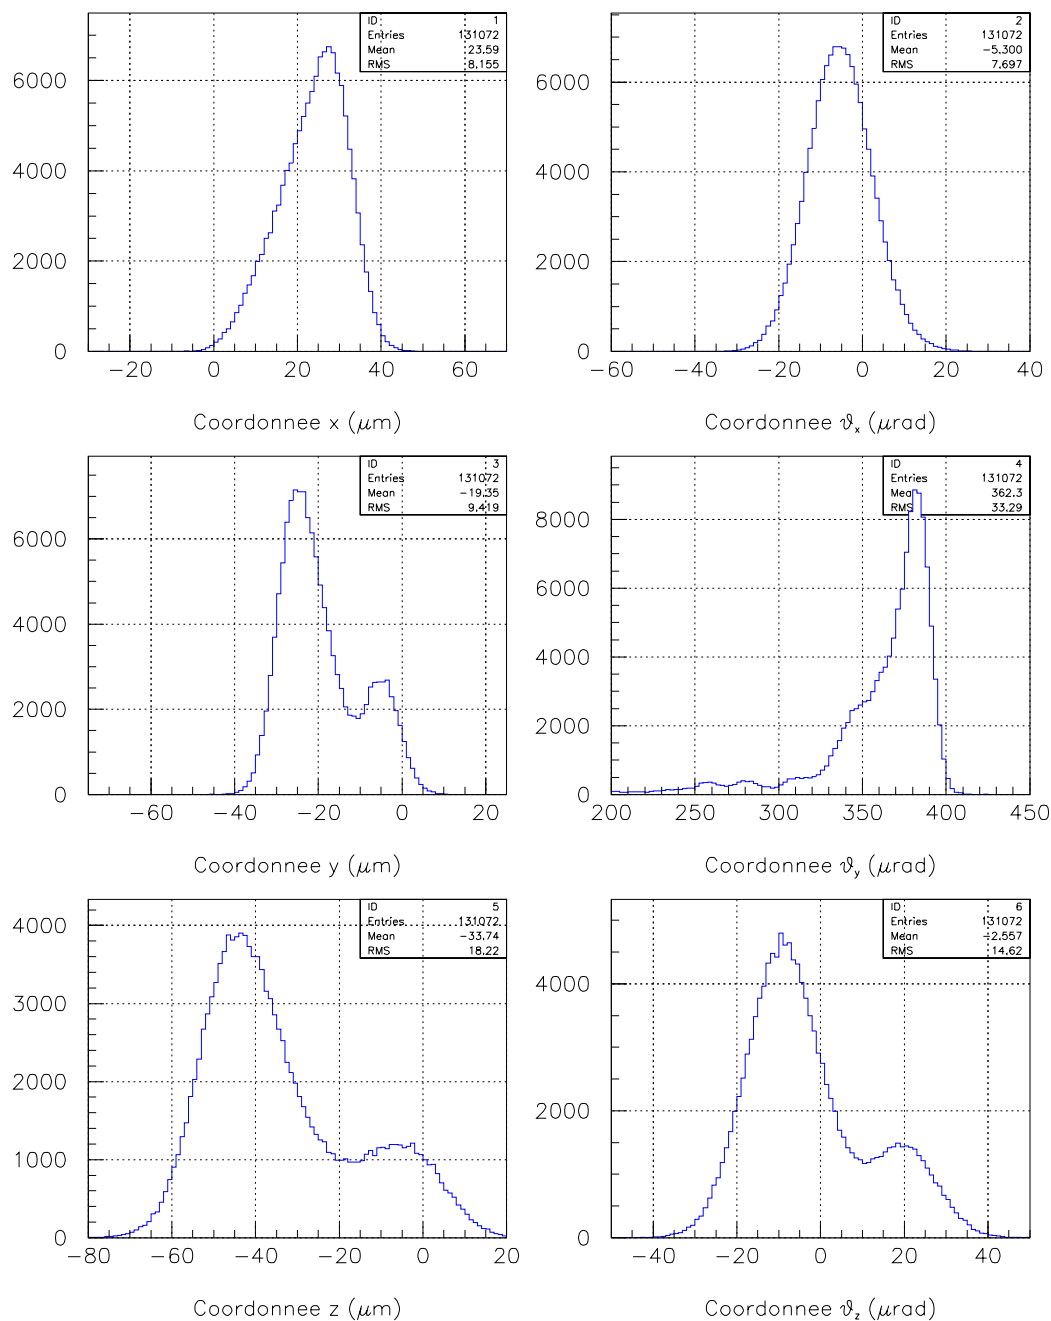 ID 1
Entries 131072
Mean 23.59
RMS 8.155
6000
4000
2000
0
−20 0 20 40 60
Coordonnee x (μm)
ID 2
Entries 131072
Mean −5.300
RMS 7.697
6000
4000
2000
0
−60 −40 −20 0 20 40
Coordonnee ϑx (μrad)
ID 3
Entries 131072
Mean −19.35
RMS 9.419
6000
4000
2000
0
−60 −40 −20 0 20
Coordonnee y (μm)
ID 4
Entries 131072
Mean 362.3
RMS 33.29
8000
6000
4000
2000
0
200 250 300 350 400 450
Coordonnee ϑy (μrad)
ID 5
Entries 131072
Mean −33.74
RMS 18.22
4000
3000
2000
1000
0
−80 −60 −40 −20 0 20
Coordonnee z (μm)
ID 6
Entries 131072
Mean −2.557
RMS 14.62
4000
2000
0
−40 −20 0 20 40
Coordonnee ϑz (μrad)